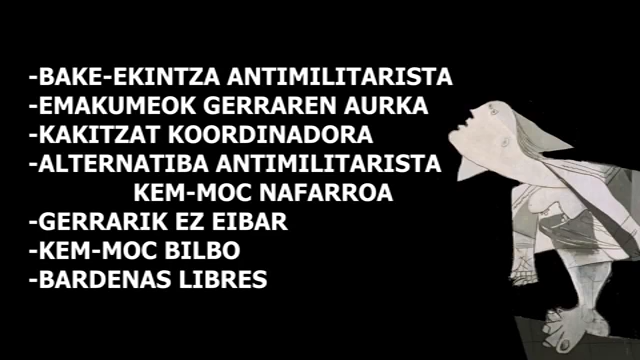 -BAKE-EKINTZA ANTIMILITARISTA
-EMAKUMEOK GERRAREN AURKA
-KAKITZAT KOORDINADORA
-ALTERNATIBA ANTIMILITARISTA
KEM-MOC NAFARROA
-GERRARIK EZ EIBAR
-KEM-MOC BILBO
-BARDENAS LIBRES